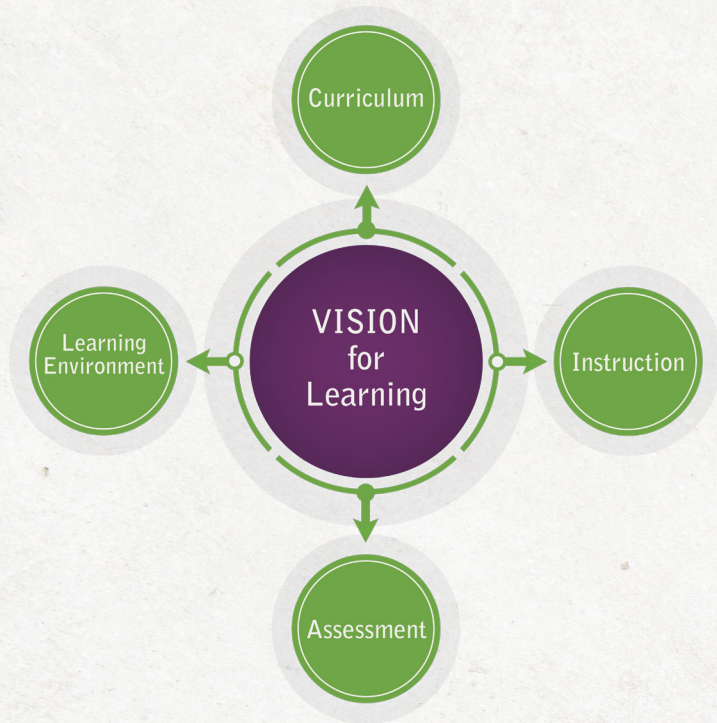 Curriculum
VISION
for
Learning
Learning
Environment
Instruction
Assessment